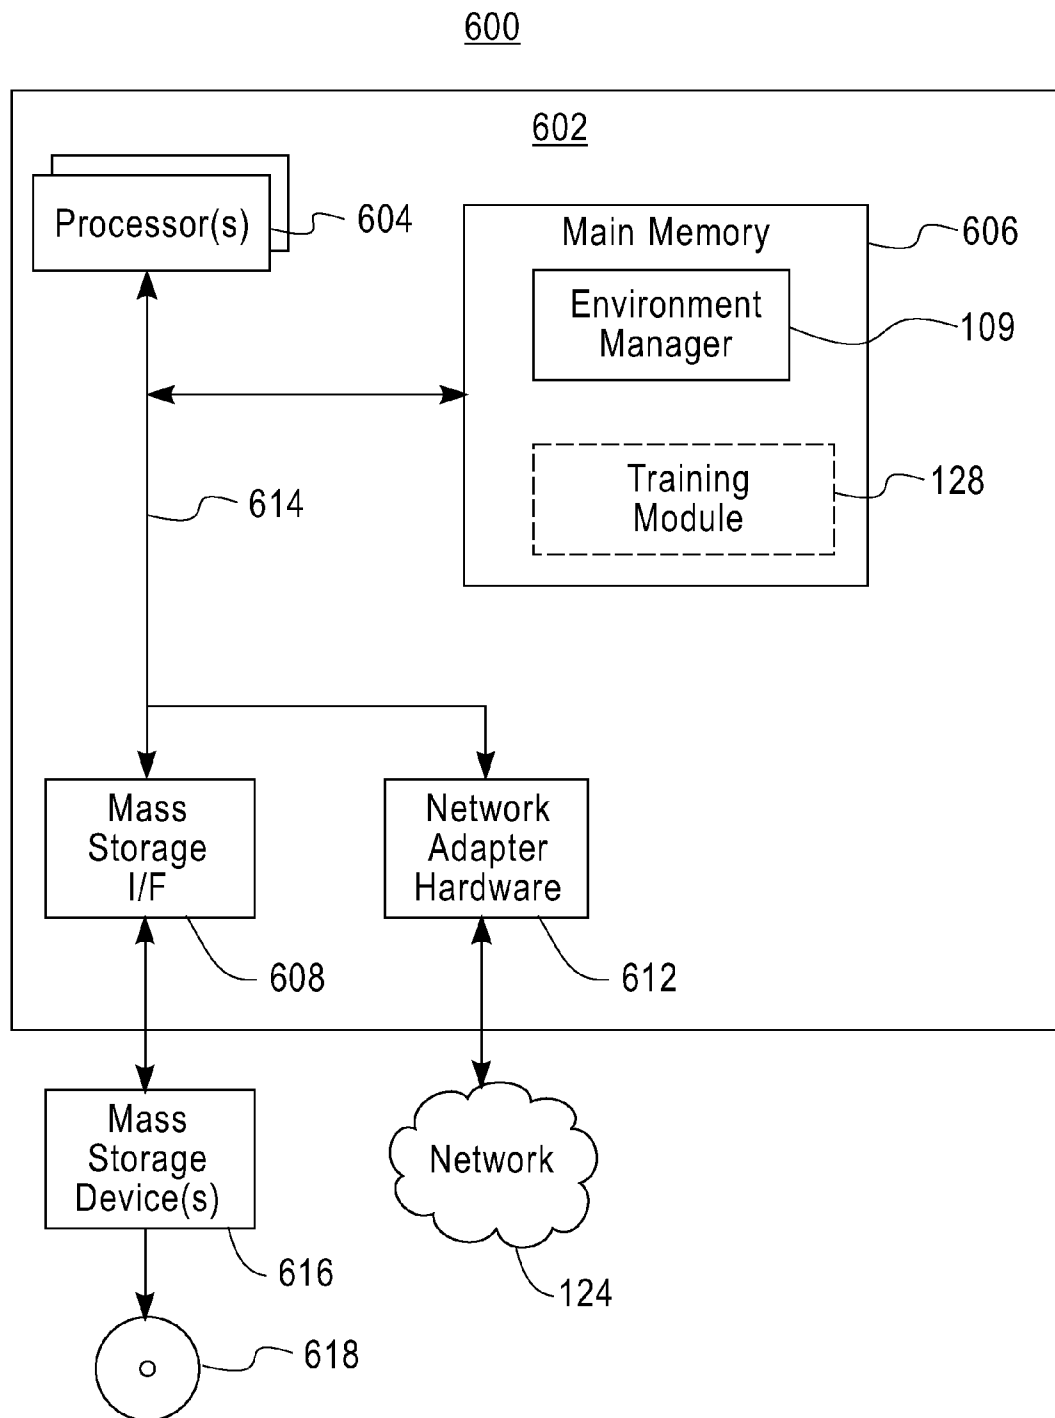 600
602
Processor(s)
604
Main Memory
606
Environment
Manager
109
Training
Module
128
614
Mass
Storage
I/F
608
Network
Adapter
Hardware
612
Mass
Storage
Device(s)
616
Network
124
618